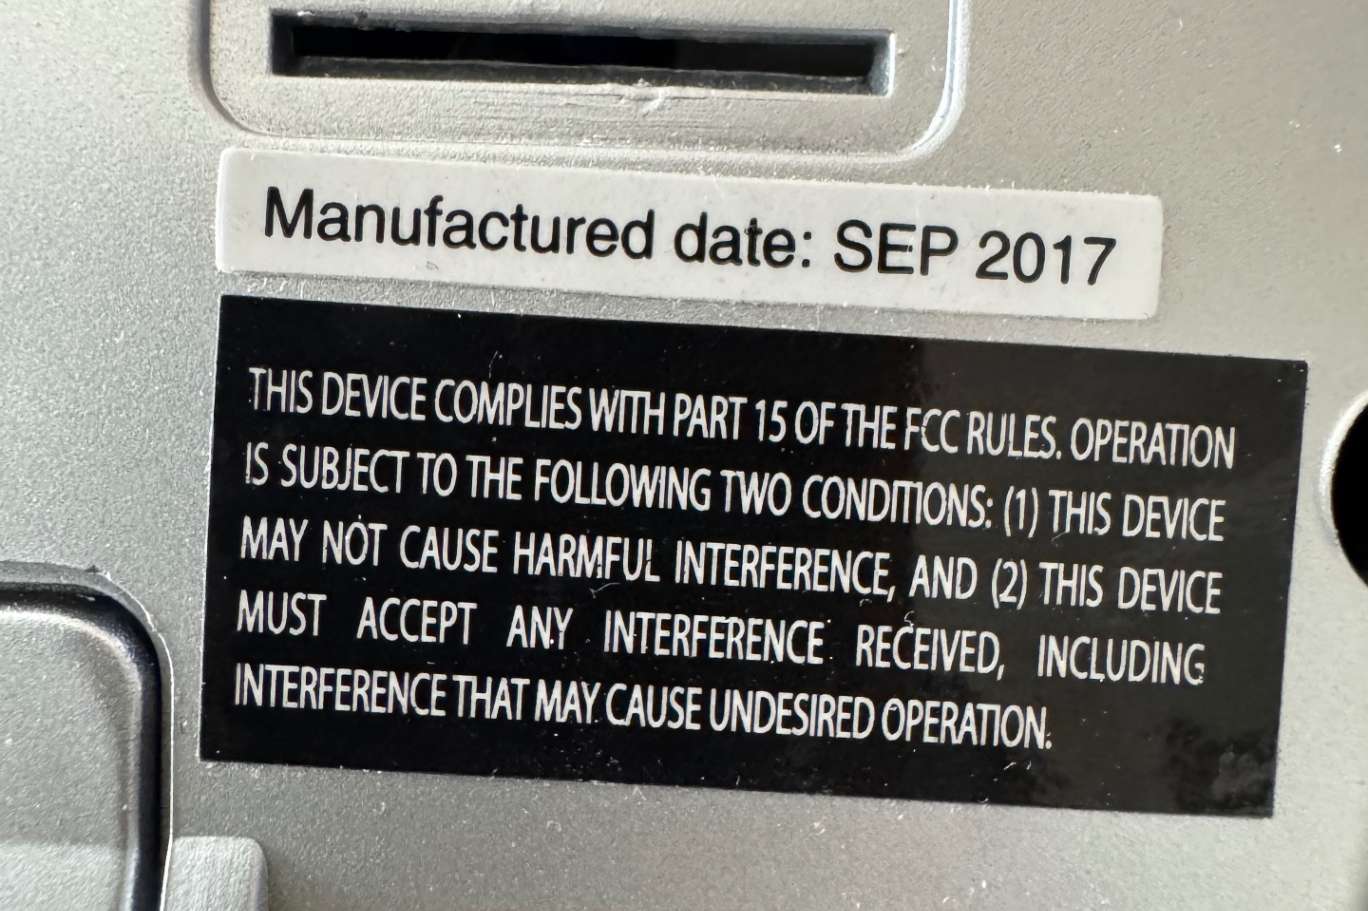 Manufactured date: SEP 2017
THIS DEVICE COMPLIES WITH PART 15 OF THE FCC RULES. OPERATION
IS SUBJECT TO THE FOLLOWING TWO CONDITIONS: (1) THIS DEVICE
MAY NOT CAUSE HARMFUL INTERFERENCE, AND (2) THIS DEVICE
MUST ACCEPT ANY INTERFERENCE RECEIVED, INCLUDING
INTERFERENCE THAT MAY CAUSE UNDESIRED OPERATION.